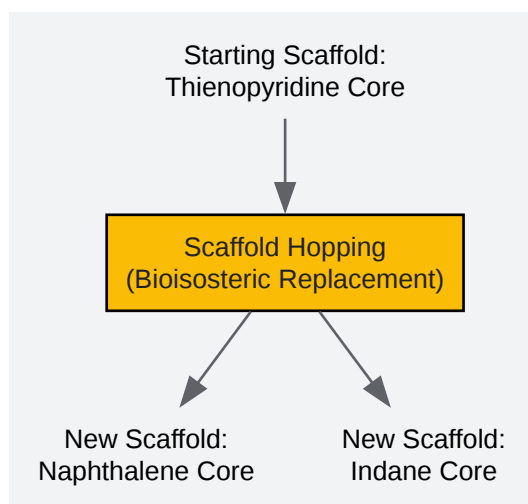 Starting Scaffold:
Thienopyridine Core
Scaffold Hopping
(Bioisosteric Replacement)
New Scaffold:
Naphthalene Core
New Scaffold:
Indane Core